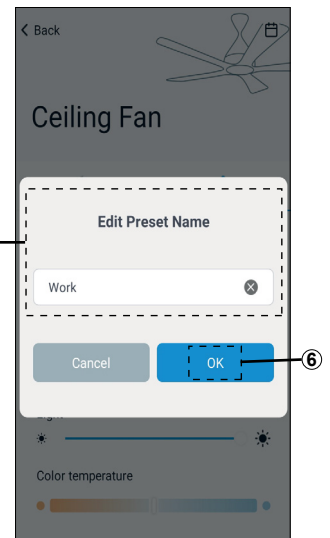 Back
Ceiling Fan
Edit Preset Name
Work
Cancel
OK
⑥
Color temperature